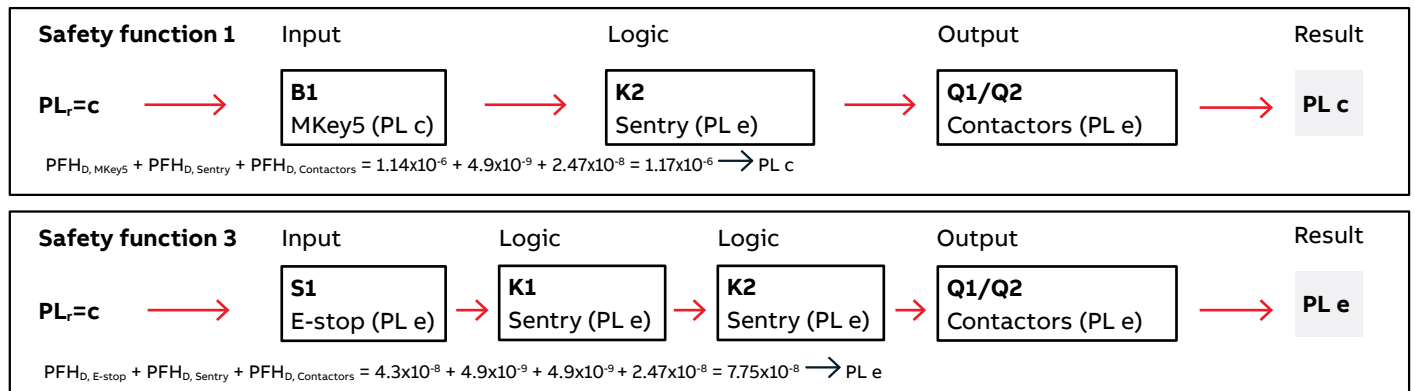 Safety function 1 Input Logic Output Result
B1 K2 Q1/Q2
PLr=c MKey5 (PL c) Sentry (PL e) Contactors (PL e) PL c
PFHD, MKey5 + PFHD, Sentry + PFHD, Contactors = 1.14x10-6 + 4.9x10-9 + 2.47x10-8 = 1.17x10-6 → PL c
Safety function 3 Input Logic Logic Output Result
S1 K1 K2 Q1/Q2
PLr=c E-stop (PL e) Sentry (PL e) Sentry (PL e) Contactors (PL e) PL e
PFHD, E-stop + PFHD, Sentry + PFHD, Contactors = 4.3x10-8 + 4.9x10-9 + 4.9x10-9 + 2.47x10-8 = 7.75x10-8 → PL e